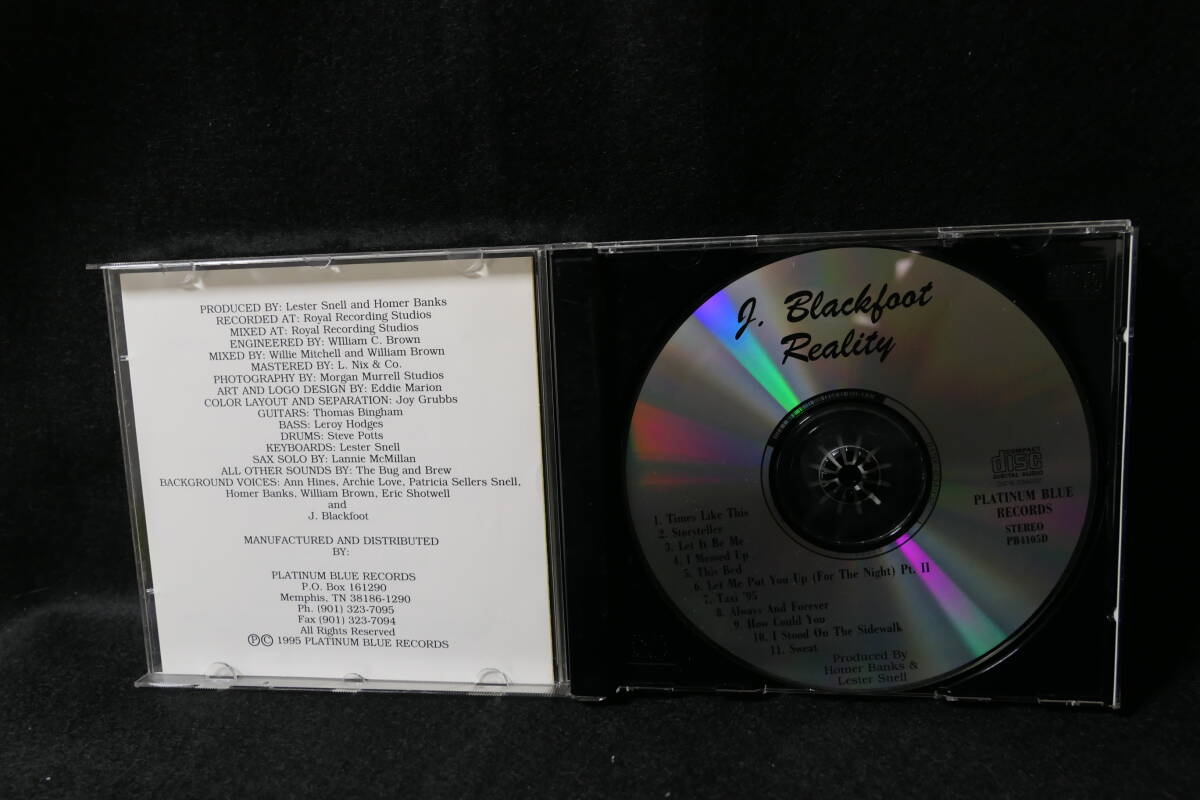 PRODUCED BY: Lester Snell and Homer Banks
RECORDED AT: Royal Recording Studios
MIXED AT: Royal Recording Studios
ENGINEERED BY: WIlliam C. Brown
MIXED BY: Willie Mitchell and William Brown
MASTERED BY: L. Nix & Co.
PHOTOGRAPHY BY: Morgan Murrell Studios
ART AND LOGO DESIGN BY: Eddie Marion
COLOR LAYOUT AND SEPARATION: Joy Grubbs
GUITARS: Thomas Bingham
BASS: Leroy Hodges
DRUMS: Steve Potts
KEYBOARDS: Lester Snell
SAX SOLO BY: Lannie McMillan
ALL OTHER SOUNDS BY: The Bug and Brew
BACKGROUND VOICES: Ann Hines, Archie Love, Patricia Sellers Snell,
Homer Banks, William Brown, Eric Shotwell
and
J. Blackfoot
MANUFACTURED AND DISTRIBUTED
BY:
PLATINUM BLUE RECORDS
P.O. Box 161290
Memphis, TN 38186-1290
Ph. (901) 323-7095
Fax (901) 323-7094
All Rights Reserved
Ⓟ© 1995 PLATINUM BLUE RECORDS
J. Blackfoot
Reality
COMPACT
disc
DIGITAL AUDIO
PLATINUM BLUE
RECORDS
STEREO
PB4105D
1. Times Like This
2. Storyteller
3. Let It Be Me
4. I Messed Up
5. This Bed
6. Let Me Put You Up (For The Night) Pt. II
7. Taxi '95
8. Always And Forever
9. How Could You
10. I Stood On The Sidewalk
11. Sweat
Produced By
Homer Banks &
Lester Snell